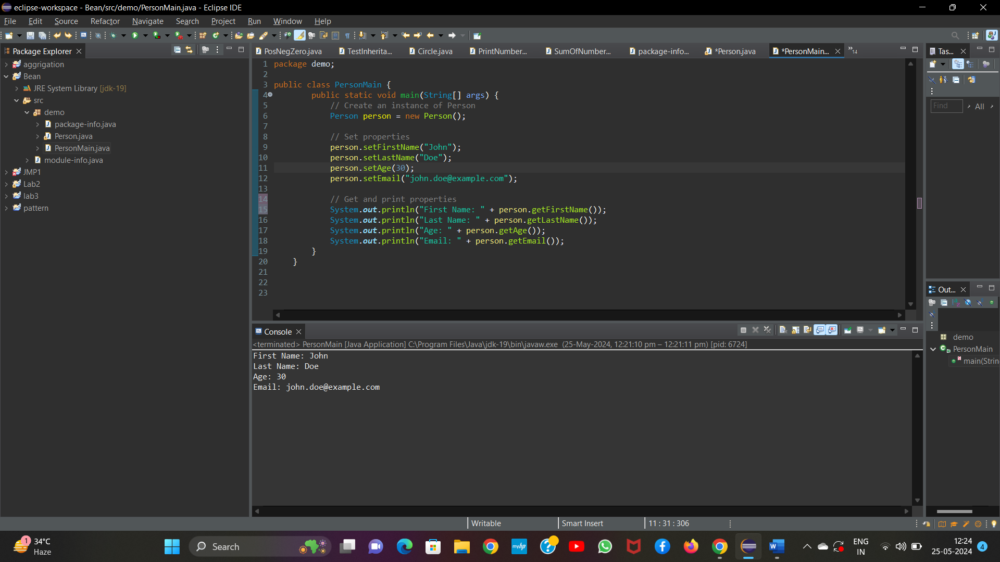 eclipse-workspace - Bean/src/demo/PersonMain.java - Eclipse IDE
File Edit Source Refactor Navigate Search Project Run Window Help
Package Explorer
aggrigation
Bean
JRE System Library [jdk-19]
src
demo
package-info.java
Person.java
PersonMain.java
module-info.java
JMP1
Lab2
lab3
pattern
PosNegZero.java TestInherita... Circle.java PrintNumber... SumOfNumber... package-info... *Person.java *PersonMain... »14
1 package demo;
2
3 public class PersonMain {
4 public static void main(String[] args) {
5 // Create an instance of Person
6 Person person = new Person();
7
8 // Set properties
9 person.setFirstName("John");
10 person.setLastName("Doe");
11 person.setAge(30);
12 person.setEmail("john.doe@example.com");
13
14 // Get and print properties
15 System.out.println("First Name: " + person.getFirstName());
16 System.out.println("Last Name: " + person.getLastName());
17 System.out.println("Age: " + person.getAge());
18 System.out.println("Email: " + person.getEmail());
19 }
20 }
21
22
23
Console
<terminated> PersonMain [Java Application] C:\Program Files\Java\jdk-19\bin\javaw.exe (25-May-2024, 12:21:10 pm – 12:21:11 pm) [pid: 6724]
First Name: John
Last Name: Doe
Age: 30
Email: john.doe@example.com
Tas...
Find All
Out...
demo
PersonMain
main(Strin
Writable Smart Insert 11 : 31 : 306
1
34°C
Haze
Search
myhp
W
ENG
IN
12:24
25-05-2024
4